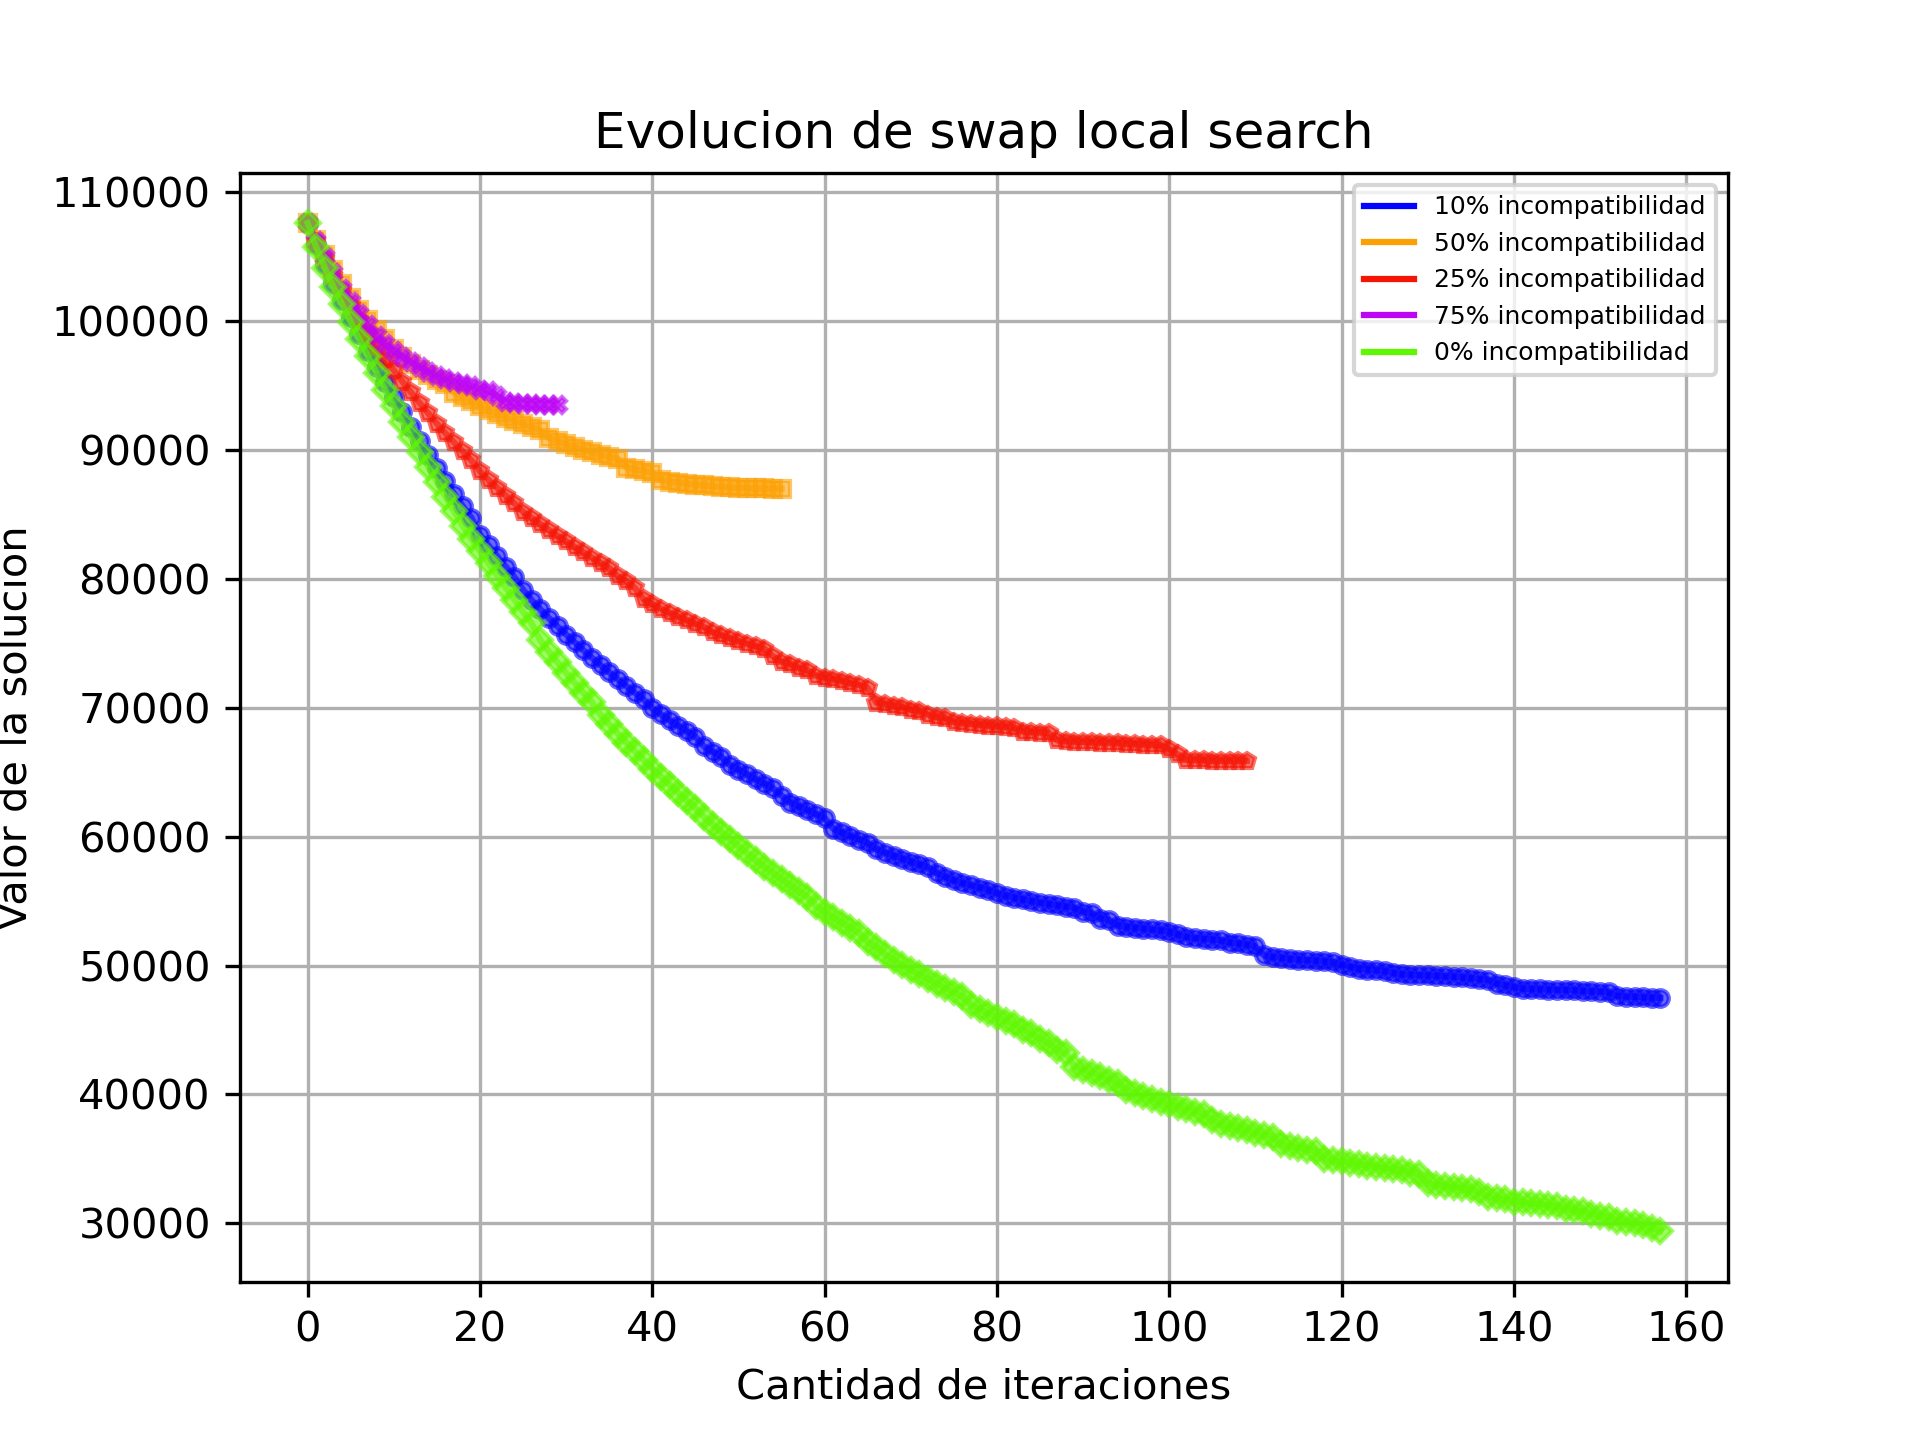 Evolucion de swap local search
110000
100000
90000
80000
70000
60000
50000
40000
30000
Valor de la solucion
10% incompatibilidad
50% incompatibilidad
25% incompatibilidad
75% incompatibilidad
0% incompatibilidad
0 20 40 60 80 100 120 140 160
Cantidad de iteraciones